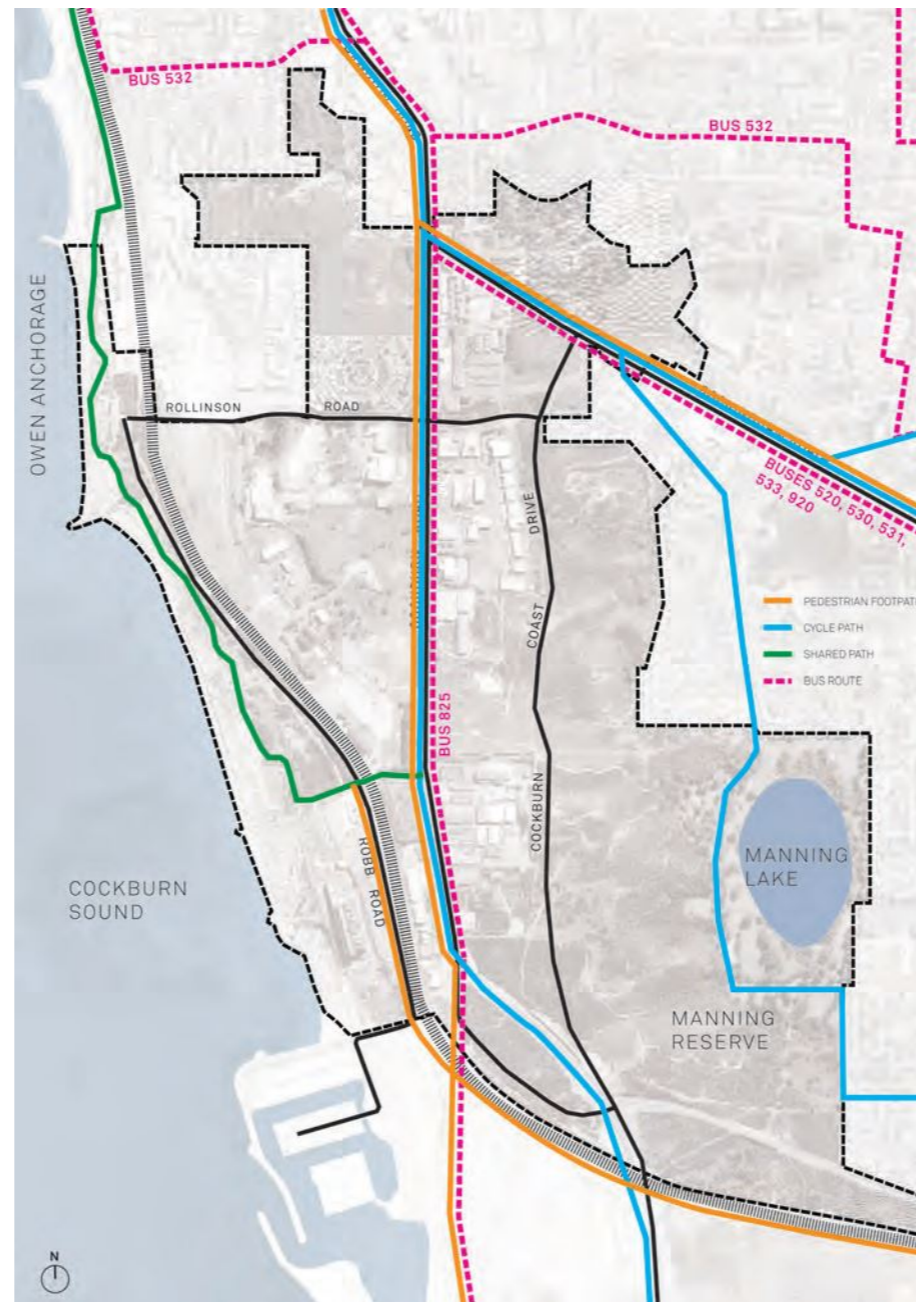 BUS 532
BUS 532
OWEN ANCHORAGE
ROLLINSON ROAD
BUSES 520, 530, 531,
533, 920
COCKBURN COAST DRIVE
PEDESTRIAN FOOTPAT
CYCLE PATH
SHARED PATH
BUS ROUTE
BUS 825
ROBB ROAD
MANNING
LAKE
COCKBURN
SOUND
MANNING
RESERVE
N